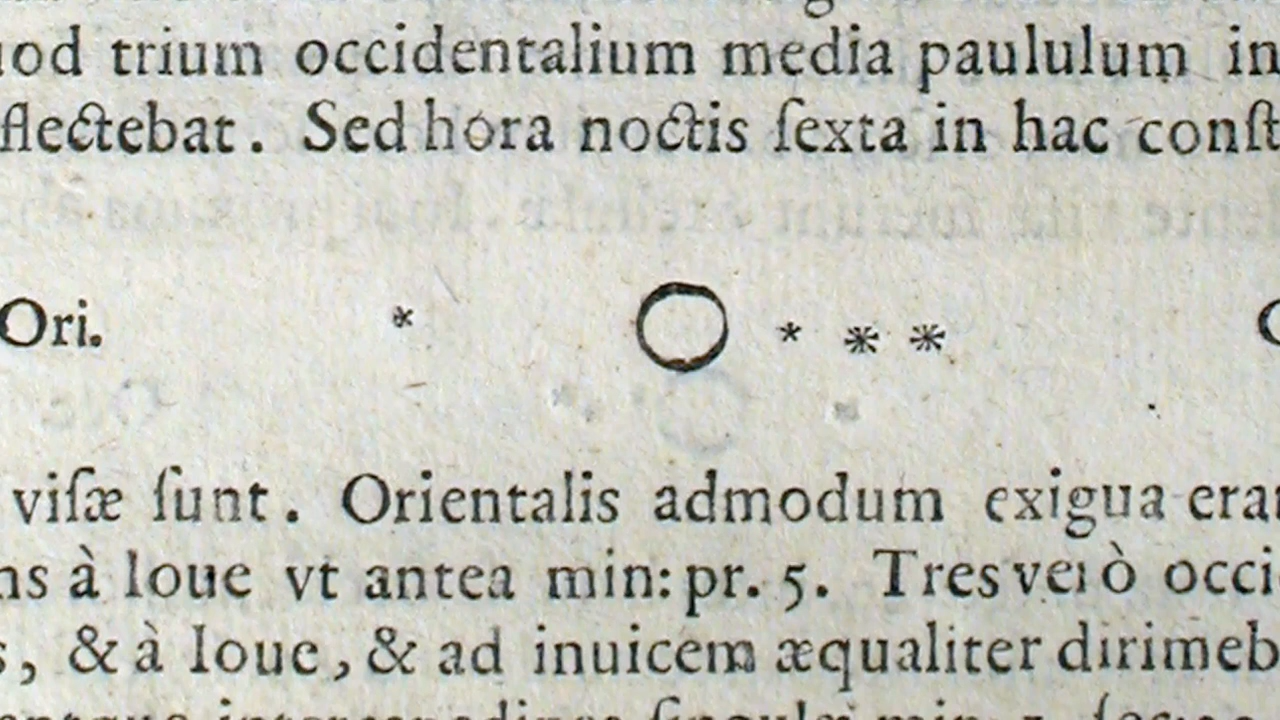 uod trium occidentalium media paululum in
flectebat. Sed hora noctis ſexta in hac conſt
Ori. * O * * *
viſæ ſunt. Orientalis admodum exigua erat
ns à Ioue vt antea min: pr. 5. Tres verò occi
s, & à Ioue, & ad inuicem æqualiter dirimeb